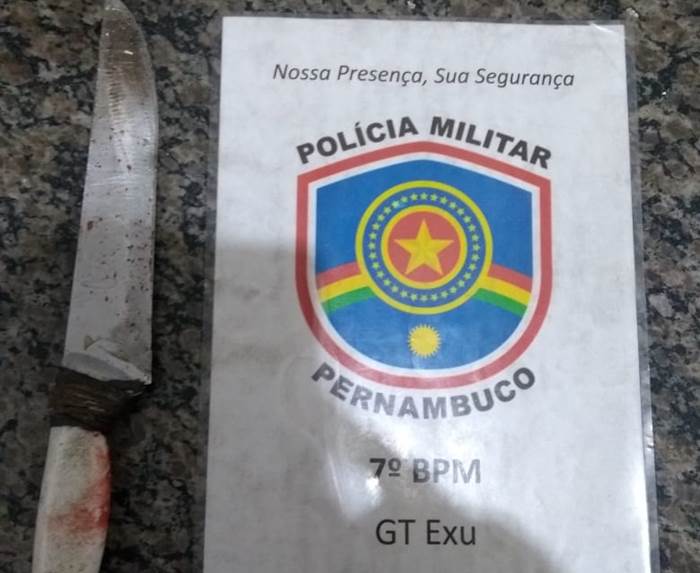 Nossa Presença, Sua Segurança
POLÍCIA MILITAR
PERNAMBUCO
7º BPM
GT Exu